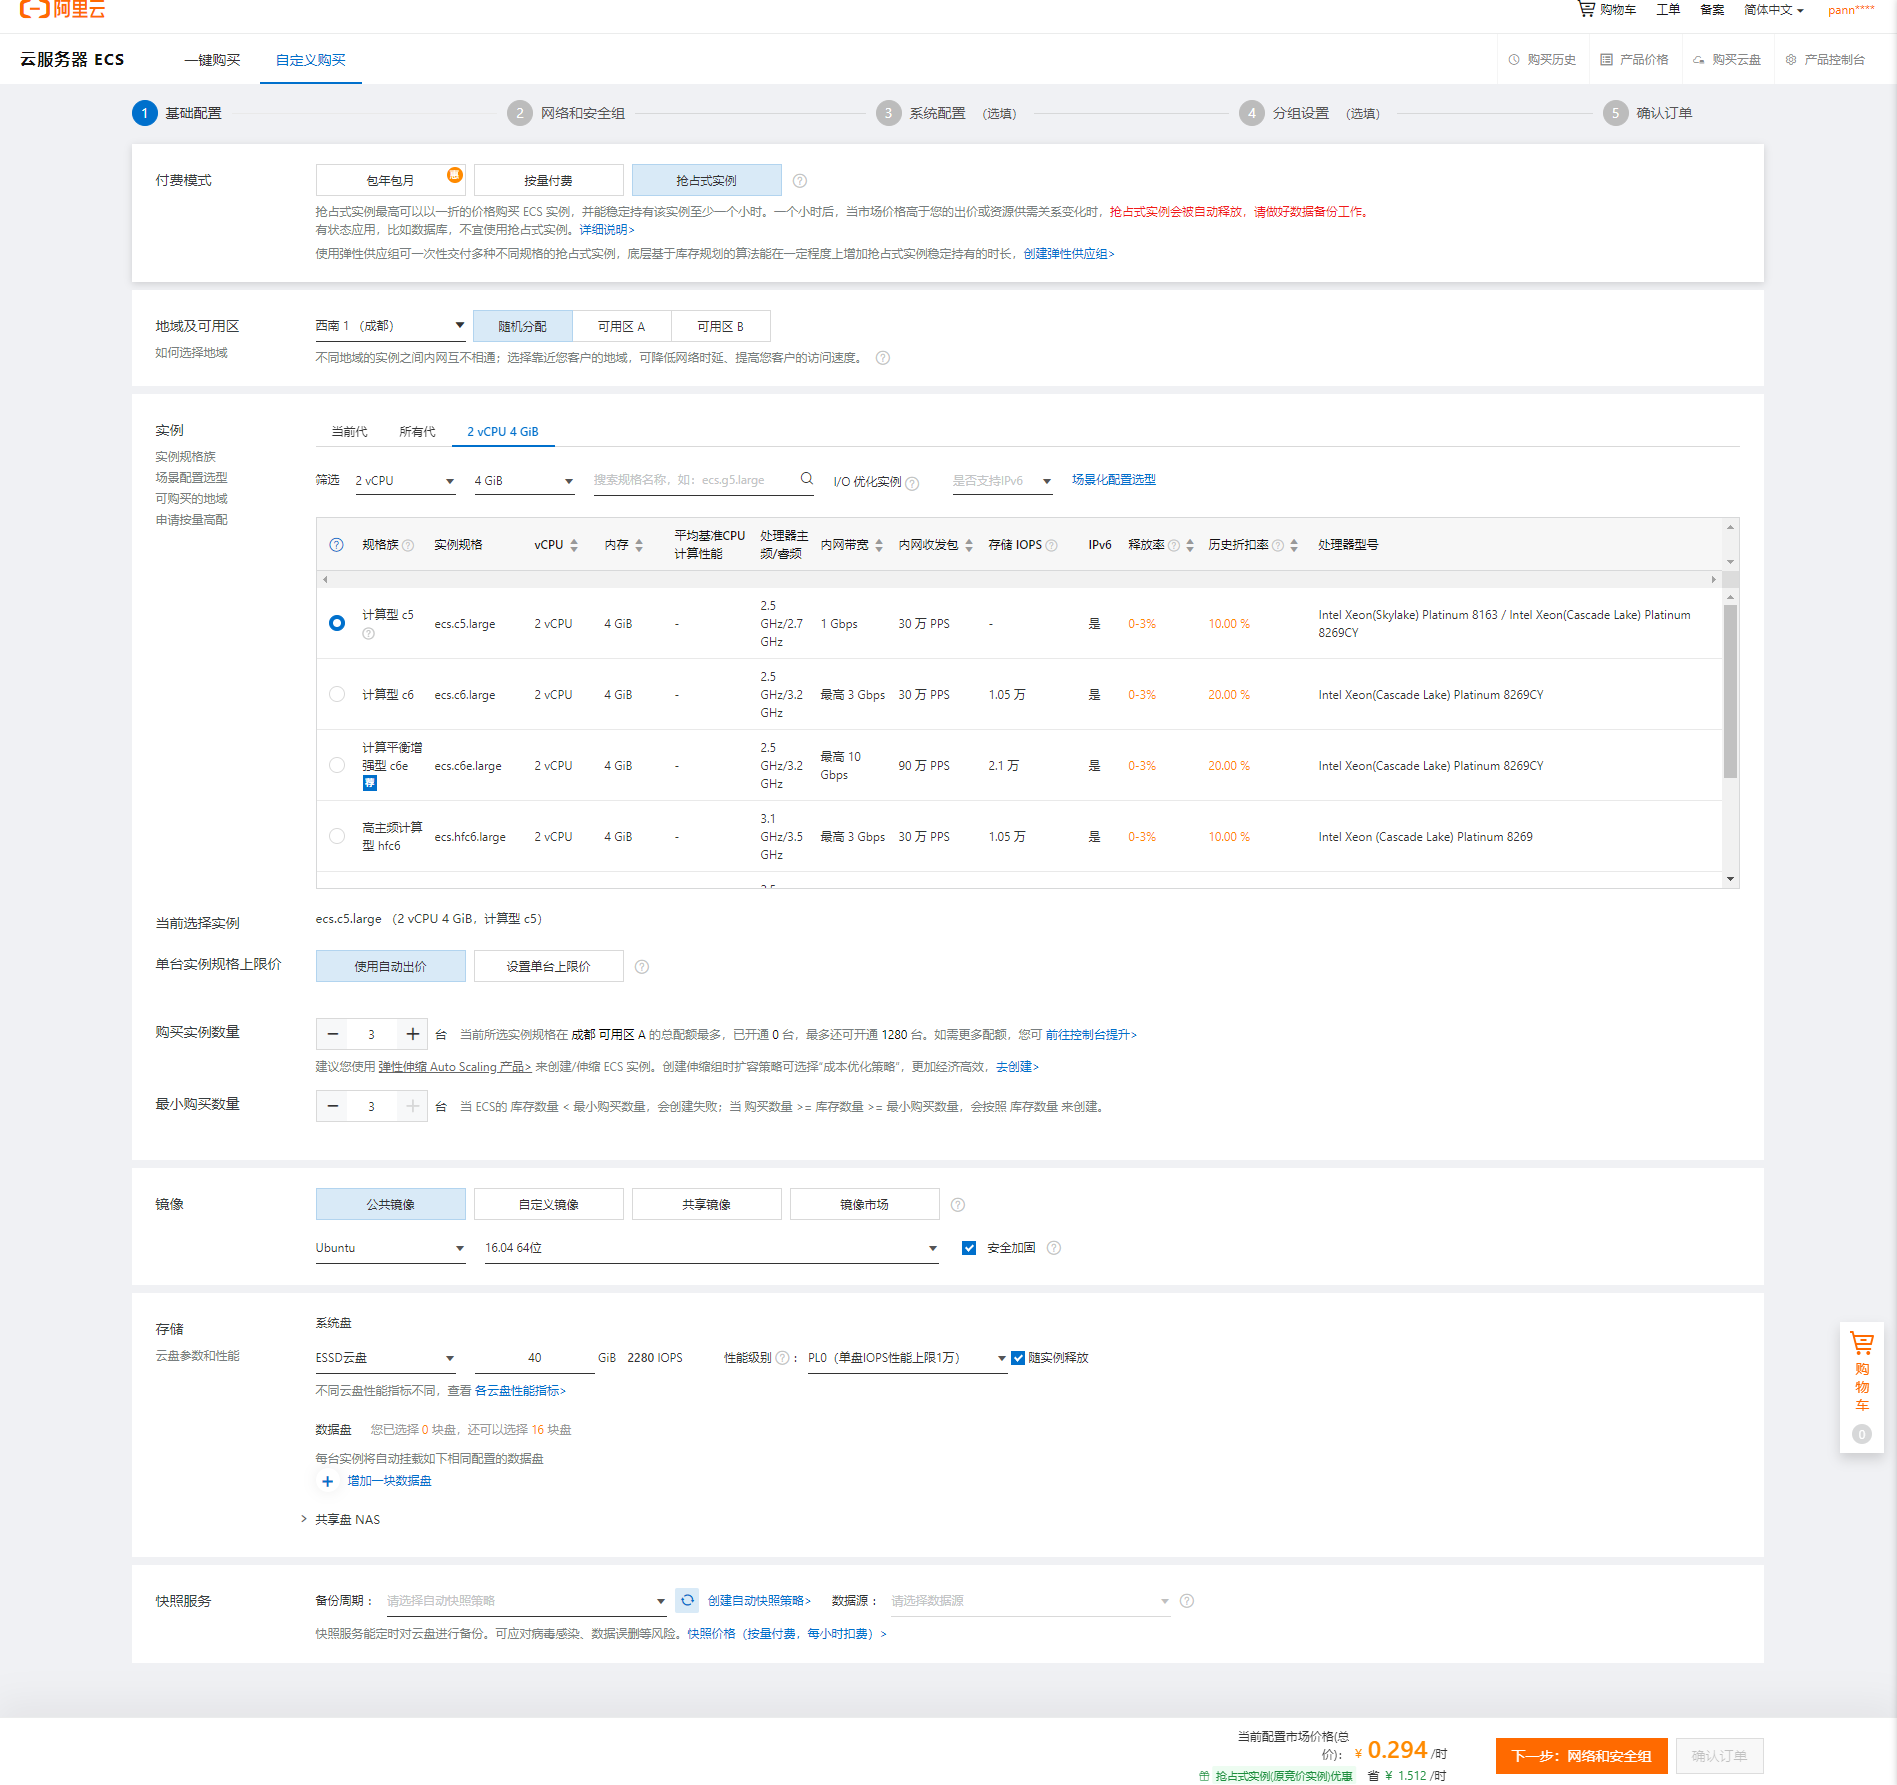 阿里云
购物车 工单 备案 简体中文 pann****
云服务器 ECS 一键购买 自定义购买 购买历史 产品价格 购买云盘 产品控制台
1 基础配置 2 网络和安全组 3 系统配置 (选填) 4 分组设置 (选填) 5 确认订单
付费模式 包年包月 惠 按量付费 抢占式实例
抢占式实例最高可以以一折的价格购买 ECS 实例，并能稳定持有该实例至少一个小时。一个小时后，当市场价格高于您的出价或资源供需关系变化时，抢占式实例会被自动释放，请做好数据备份工作。
有状态应用，比如数据库，不宜使用抢占式实例。详细说明>
使用弹性供应组可一次性交付多种不同规格的抢占式实例，底层基于库存规划的算法能在一定程度上增加抢占式实例稳定持有的时长，创建弹性供应组>
地域及可用区 西南 1 （成都） 随机分配 可用区 A 可用区 B
如何选择地域
不同地域的实例之间内网互不相通；选择靠近您客户的地域，可降低网络时延、提高您客户的访问速度。
实例 当前代 所有代 2 vCPU 4 GiB
实例规格族
场景配置选型
可购买的地域
申请按量高配
筛选 2 vCPU 4 GiB 搜索规格名称，如：ecs.g5.large I/O 优化实例 是否支持IPv6 场景化配置选型
规格族 实例规格 vCPU 内存 平均基准CPU计算性能 处理器主频/睿频 内网带宽 内网收发包 存储 IOPS IPv6 释放率 历史折扣率 处理器型号
计算型 c5 ecs.c5.large 2 vCPU 4 GiB - 2.5 GHz/2.7 GHz 1 Gbps 30 万 PPS - 是 0-3% 10.00 % Intel Xeon(Skylake) Platinum 8163 / Intel Xeon(Cascade Lake) Platinum 8269CY
计算型 c6 ecs.c6.large 2 vCPU 4 GiB - 2.5 GHz/3.2 GHz 最高 3 Gbps 30 万 PPS 1.05 万 是 0-3% 20.00 % Intel Xeon(Cascade Lake) Platinum 8269CY
计算平衡增强型 c6e 荐 ecs.c6e.large 2 vCPU 4 GiB - 2.5 GHz/3.2 GHz 最高 10 Gbps 90 万 PPS 2.1 万 是 0-3% 20.00 % Intel Xeon(Cascade Lake) Platinum 8269CY
高主频计算型 hfc6 ecs.hfc6.large 2 vCPU 4 GiB - 3.1 GHz/3.5 GHz 最高 3 Gbps 30 万 PPS 1.05 万 是 0-3% 10.00 % Intel Xeon (Cascade Lake) Platinum 8269
当前选择实例 ecs.c5.large （2 vCPU 4 GiB，计算型 c5）
单台实例规格上限价 使用自动出价 设置单台上限价
购买实例数量 − 3 + 台 当前所选实例规格在 成都 可用区 A 的总配额最多，已开通 0 台，最多还可开通 1280 台。如需更多配额，您可 前往控制台提升>
建议您使用 弹性伸缩 Auto Scaling 产品> 来创建/伸缩 ECS 实例。创建伸缩组时扩容策略可选择“成本优化策略”，更加经济高效，去创建>
最小购买数量 − 3 + 台 当 ECS的 库存数量 < 最小购买数量，会创建失败；当 购买数量 >= 库存数量 >= 最小购买数量，会按照 库存数量 来创建。
镜像 公共镜像 自定义镜像 共享镜像 镜像市场
Ubuntu 16.04 64位 安全加固
存储 系统盘
云盘参数和性能 ESSD云盘 40 GiB 2280 IOPS 性能级别 ： PL0（单盘IOPS性能上限1万） 随实例释放
不同云盘性能指标不同，查看 各云盘性能指标>
数据盘 您已选择 0 块盘，还可以选择 16 块盘
每台实例将自动挂载如下相同配置的数据盘
+ 增加一块数据盘
> 共享盘 NAS
购物车 0
快照服务 备份周期： 请选择自动快照策略 创建自动快照策略> 数据源： 请选择数据源
快照服务能定时对云盘进行备份。可应对病毒感染、数据误删等风险。快照价格（按量付费，每小时扣费）>
当前配置市场价格(总价)： ¥ 0.294 /时 下一步：网络和安全组 确认订单
抢占式实例(原竞价实例)优惠 省 ¥ 1.512 /时